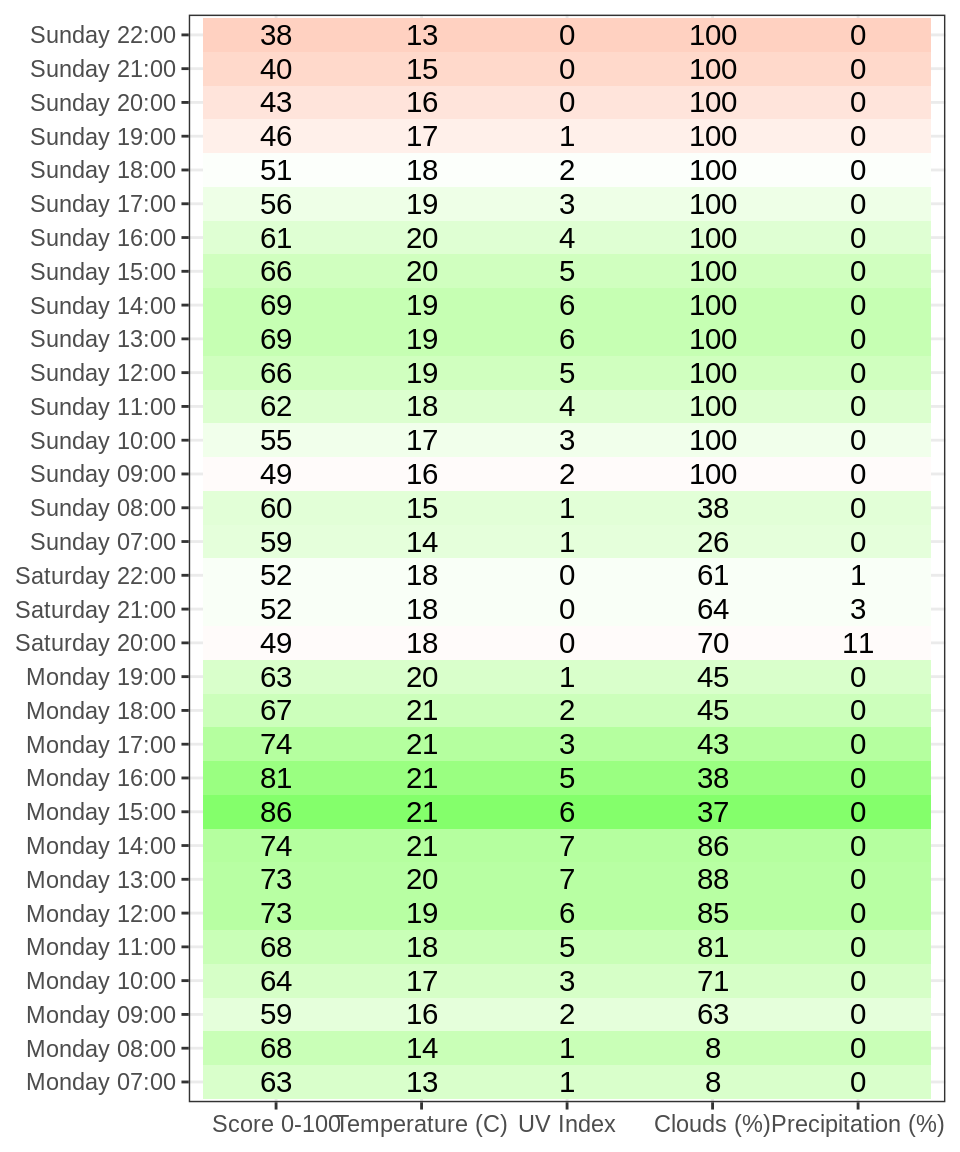 Sunday 22:00 38 13 0 100 0
Sunday 21:00 40 15 0 100 0
Sunday 20:00 43 16 0 100 0
Sunday 19:00 46 17 1 100 0
Sunday 18:00 51 18 2 100 0
Sunday 17:00 56 19 3 100 0
Sunday 16:00 61 20 4 100 0
Sunday 15:00 66 20 5 100 0
Sunday 14:00 69 19 6 100 0
Sunday 13:00 69 19 6 100 0
Sunday 12:00 66 19 5 100 0
Sunday 11:00 62 18 4 100 0
Sunday 10:00 55 17 3 100 0
Sunday 09:00 49 16 2 100 0
Sunday 08:00 60 15 1 38 0
Sunday 07:00 59 14 1 26 0
Saturday 22:00 52 18 0 61 1
Saturday 21:00 52 18 0 64 3
Saturday 20:00 49 18 0 70 11
Monday 19:00 63 20 1 45 0
Monday 18:00 67 21 2 45 0
Monday 17:00 74 21 3 43 0
Monday 16:00 81 21 5 38 0
Monday 15:00 86 21 6 37 0
Monday 14:00 74 21 7 86 0
Monday 13:00 73 20 7 88 0
Monday 12:00 73 19 6 85 0
Monday 11:00 68 18 5 81 0
Monday 10:00 64 17 3 71 0
Monday 09:00 59 16 2 63 0
Monday 08:00 68 14 1 8 0
Monday 07:00 63 13 1 8 0
Score 0-100 Temperature (C) UV Index Clouds (%) Precipitation (%)